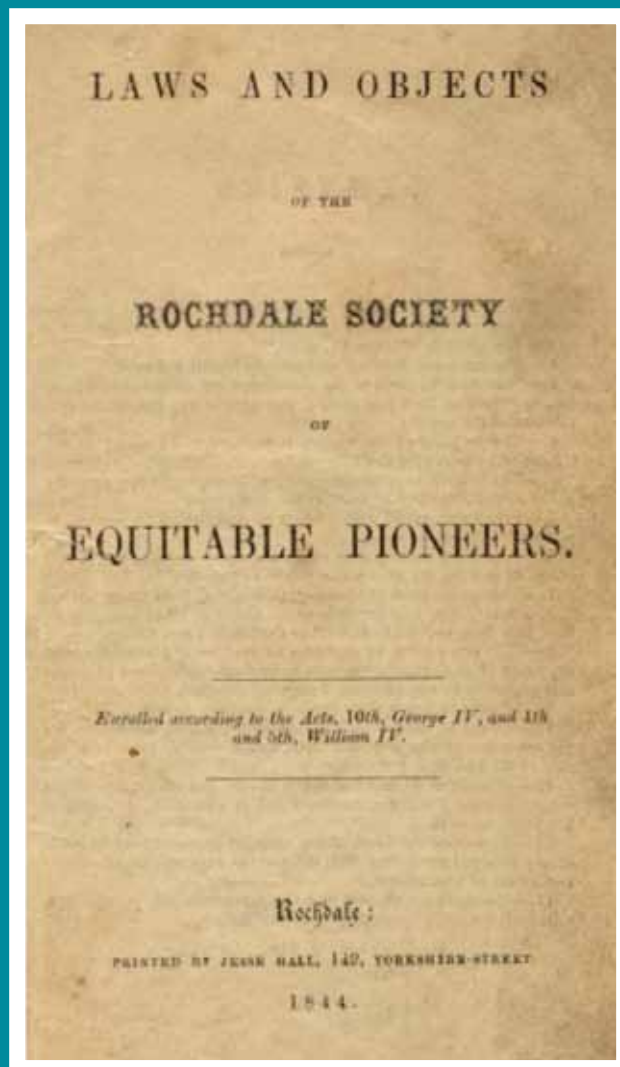 LAWS AND OBJECTS
OF THE
ROCHDALE SOCIETY
OF
EQUITABLE PIONEERS.
Enrolled according to the Acts, 10th, George IV, and 4th
and 5th, William IV.
Rochdale:
PRINTED BY JESSE HALL, 149, YORKSHIRE-STREET
1844.